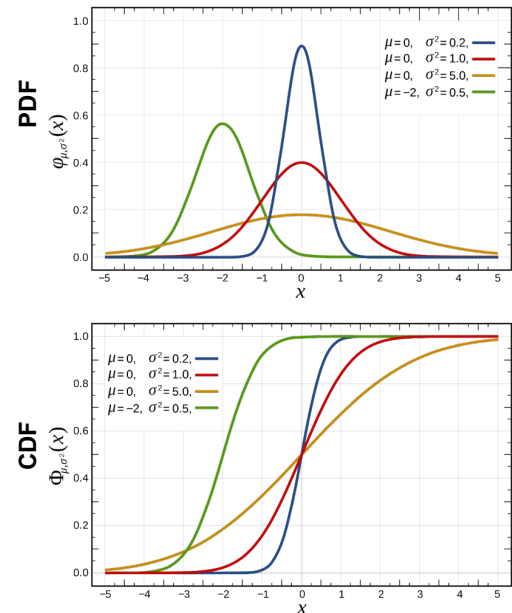 PDF
φμ,σ²(x)
1.0
0.8
0.6
0.4
0.2
0.0
μ=0, σ²=0.2,
μ=0, σ²=1.0,
μ=0, σ²=5.0,
μ=−2, σ²=0.5,
−5 −4 −3 −2 −1 0 1 2 3 4 5
x
CDF
Φμ,σ²(x)
1.0
0.8
0.6
0.4
0.2
0.0
μ=0, σ²=0.2,
μ=0, σ²=1.0,
μ=0, σ²=5.0,
μ=−2, σ²=0.5,
−5 −4 −3 −2 −1 0 1 2 3 4 5
x